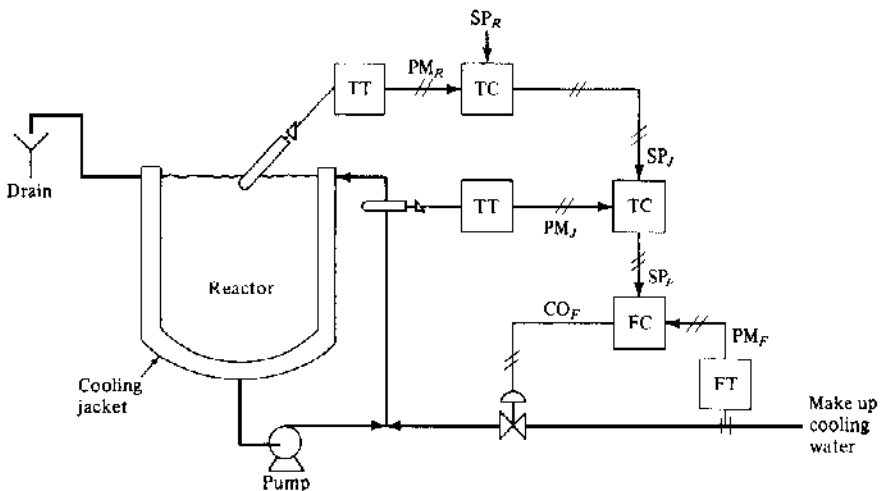 SP_R
TT
PM_R
TC
SP_J
Drain
TT
PM_J
TC
SP_F
Reactor
CO_F
FC
PM_F
FT
Cooling
jacket
Make up
cooling
water
Pump